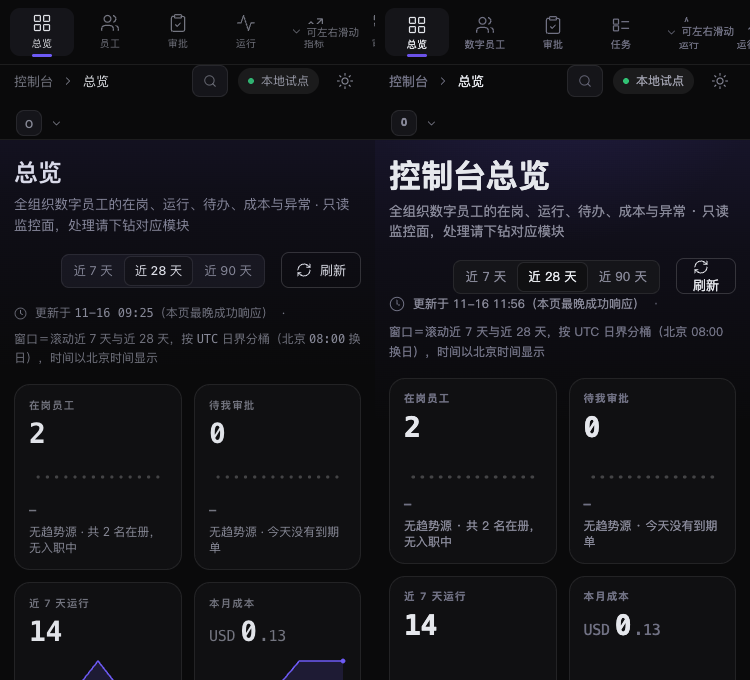 总览
员工
审批
运行
可左右滑动
指标
控制台 > 总览
本地试点
O
总览
全组织数字员工的在岗、运行、待办、成本与异常 · 只读
监控面，处理请下钻对应模块
近 7 天
近 28 天
近 90 天
刷新
更新于 11-16 09:25（本页最晚成功响应） ·
窗口＝滚动近 7 天与近 28 天，按 UTC 日界分桶（北京 08:00 换
日），时间以北京时间显示
在岗员工
2
—
无趋势源 · 共 2 名在册，
无入职中
待我审批
0
—
无趋势源 · 今天没有到期
单
近 7 天运行
14
本月成本
USD 0.13
总览
数字员工
审批
任务
可左右滑动
运行
控制台 > 总览
本地试点
0
控制台总览
全组织数字员工的在岗、运行、待办、成本与异常 · 只读
监控面，处理请下钻对应模块
近 7 天
近 28 天
近 90 天
刷新
更新于 11-16 11:56（本页最晚成功响应） ·
窗口＝滚动近 7 天与近 28 天，按 UTC 日界分桶（北京 08:00
换日），时间以北京时间显示
在岗员工
2
—
无趋势源 · 共 2 名在册，
无入职中
待我审批
0
—
无趋势源 · 今天没有到期
单
近 7 天运行
14
本月成本
USD 0.13